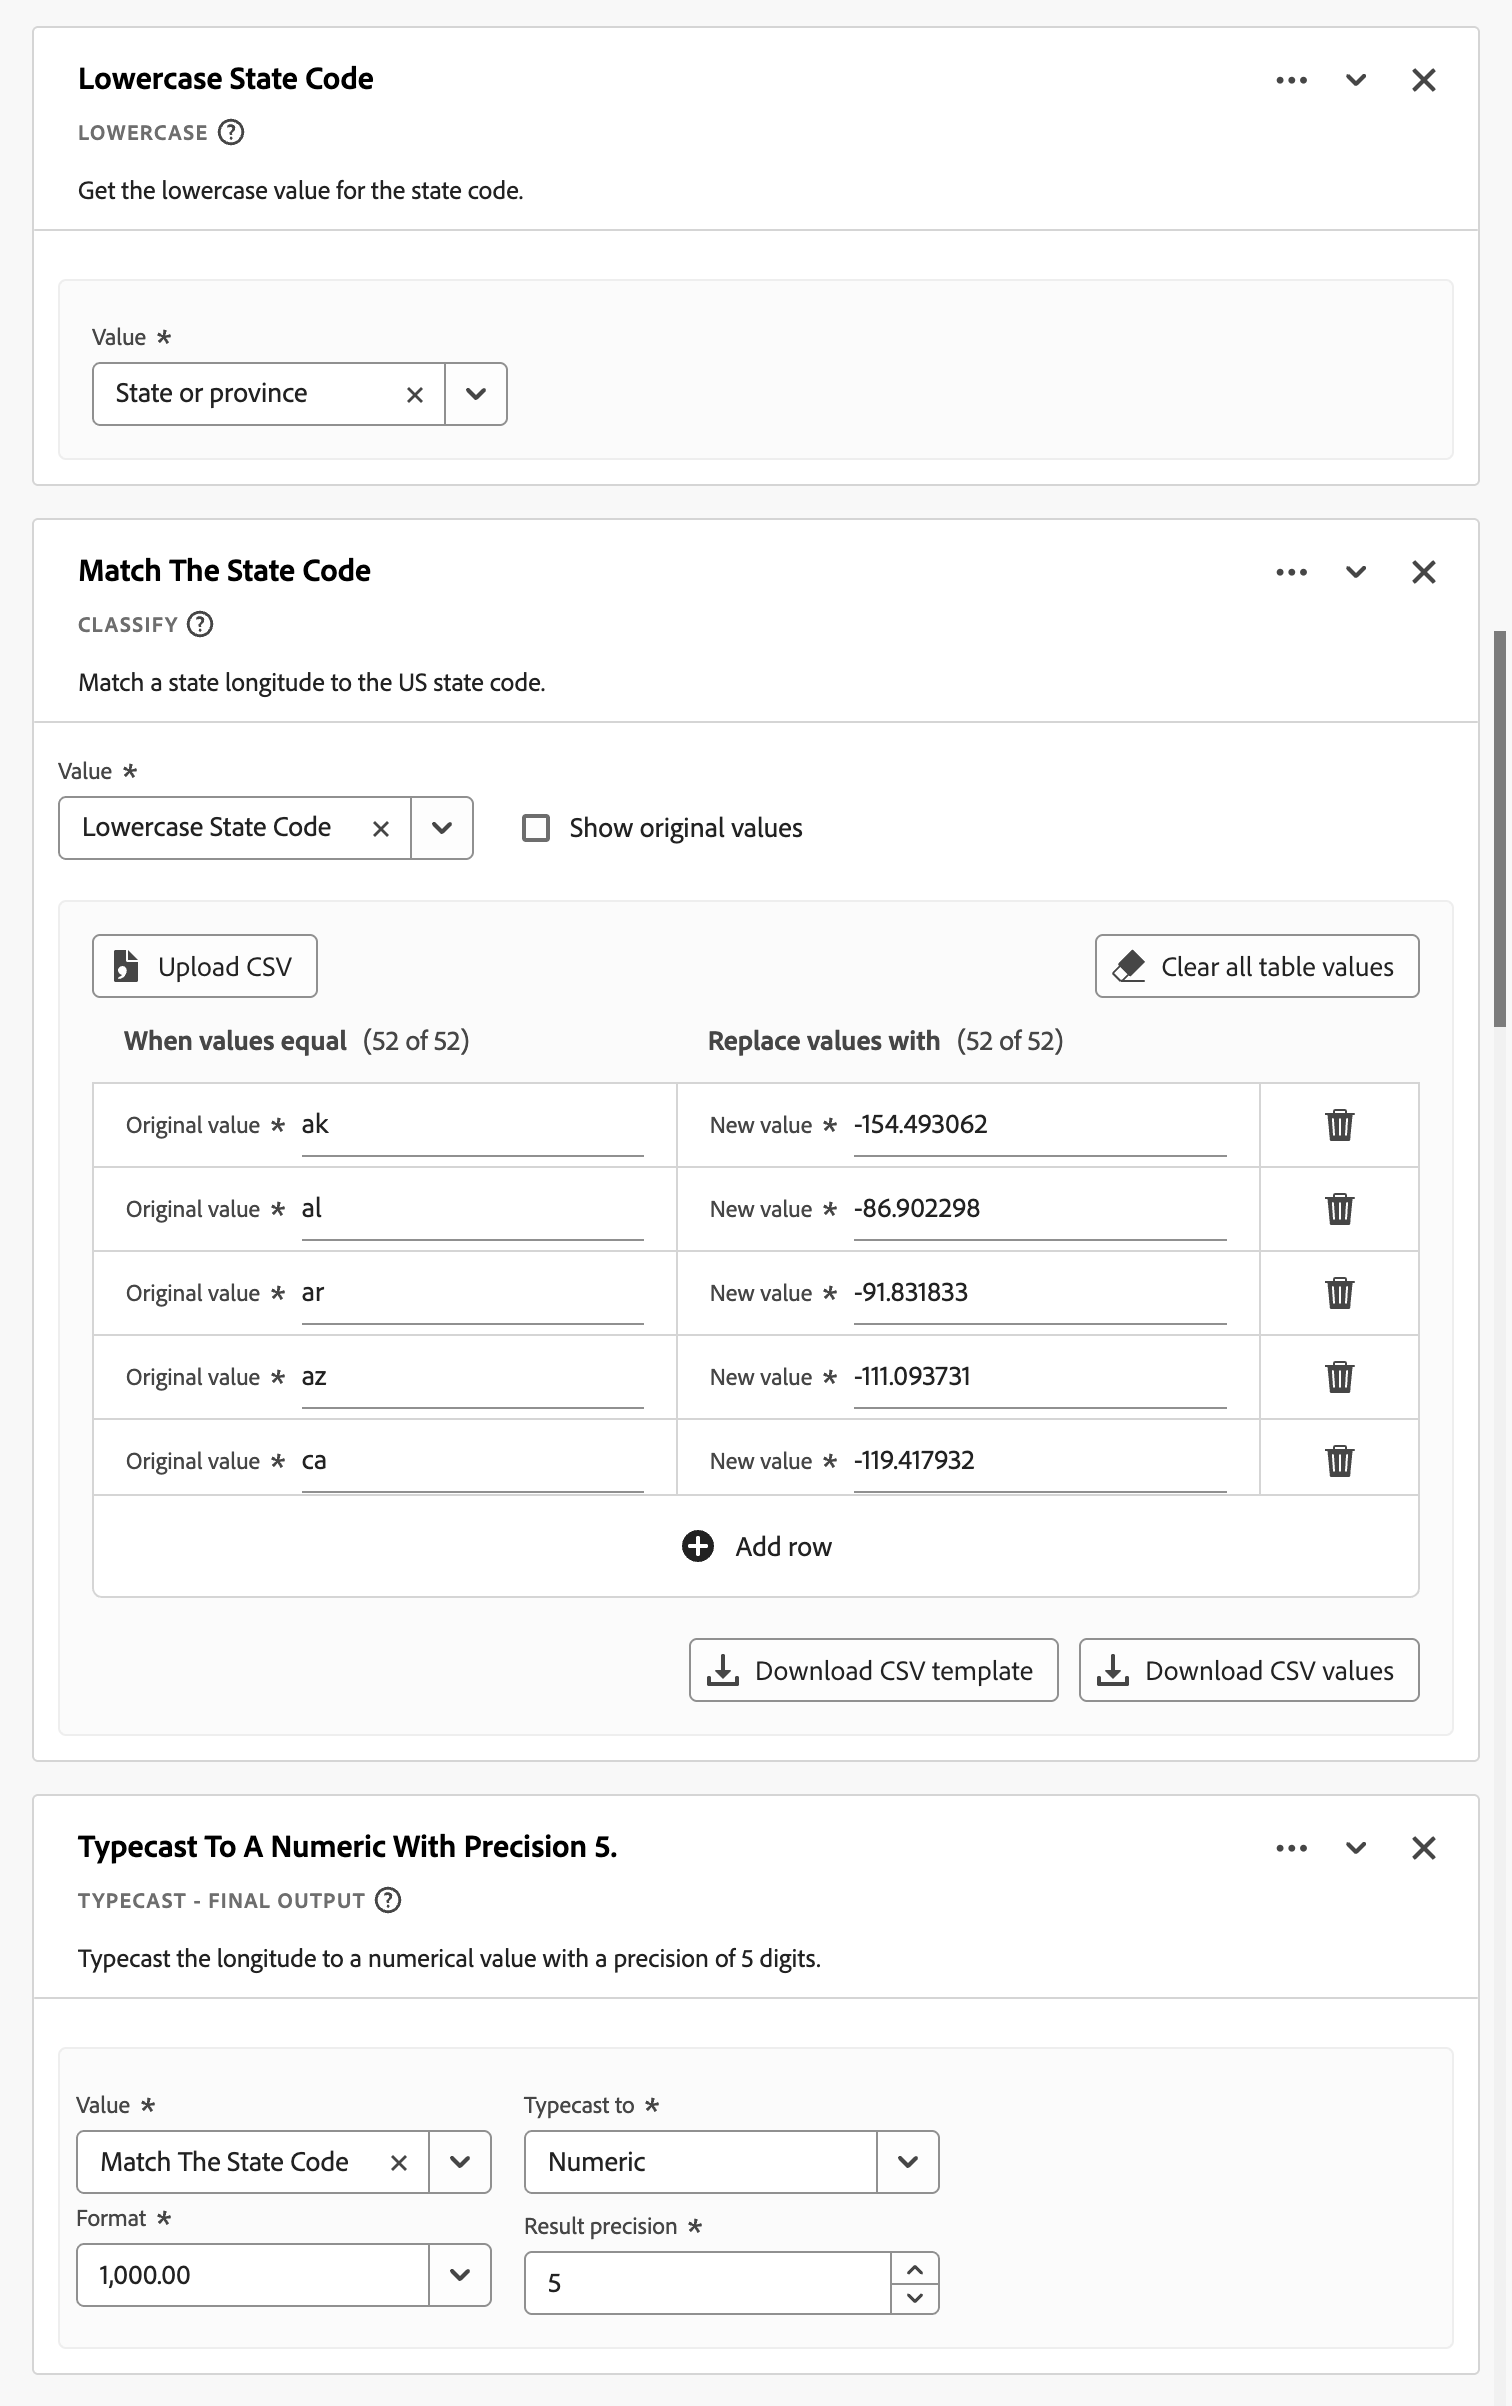 Lowercase State Code
LOWERCASE
Get the lowercase value for the state code.
Value *
State or province
Match The State Code
CLASSIFY
Match a state longitude to the US state code.
Value *
Lowercase State Code
Show original values
Upload CSV
Clear all table values
When values equal (52 of 52) Replace values with (52 of 52)
Original value * ak New value * -154.493062
Original value * al New value * -86.902298
Original value * ar New value * -91.831833
Original value * az New value * -111.093731
Original value * ca New value * -119.417932
Add row
Download CSV template Download CSV values
Typecast To A Numeric With Precision 5.
TYPECAST - FINAL OUTPUT
Typecast the longitude to a numerical value with a precision of 5 digits.
Value * Typecast to *
Match The State Code Numeric
Format * Result precision *
1,000.00 5